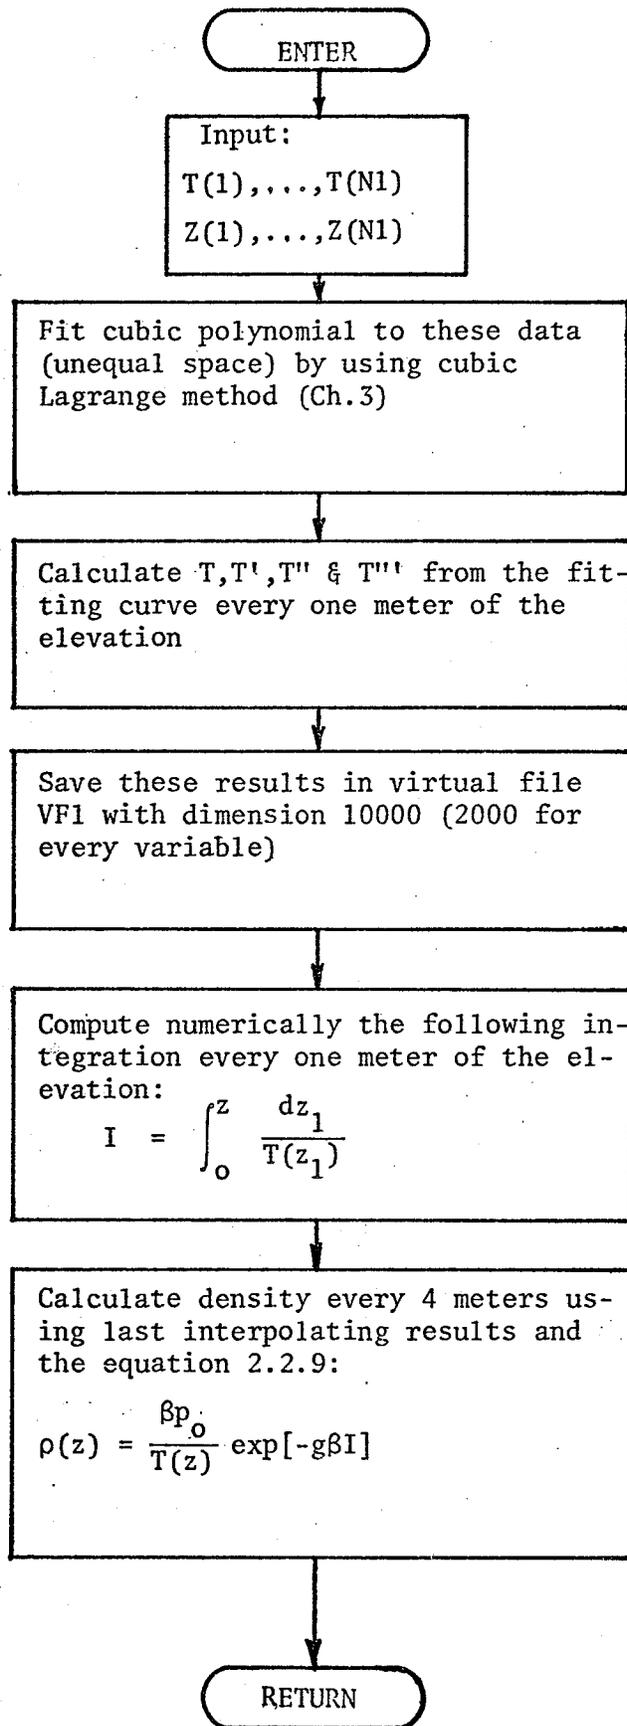 ENTER
Input:
T(1),...,T(N1)
Z(1),...,Z(N1)
Fit cubic polynomial to these data
(unequal space) by using cubic
Lagrange method (Ch.3)
Calculate T,T',T" & T"' from the fit-
ting curve every one meter of the
elevation
Save these results in virtual file
VF1 with dimension 10000 (2000 for
every variable)
Compute numerically the following in-
tegration every one meter of the el-
evation:
I = ∫₀ᶻ dz₁/T(z₁)
Calculate density every 4 meters us-
ing last interpolating results and
the equation 2.2.9:
ρ(z) = βp₀/T(z) exp[-gβI]
RETURN